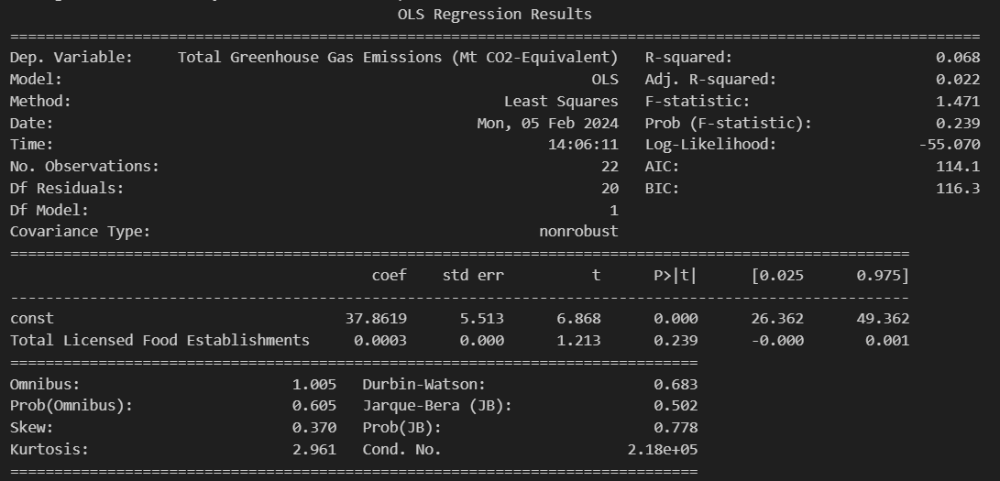 OLS Regression Results
==============================================================================================================
Dep. Variable:     Total Greenhouse Gas Emissions (Mt CO2-Equivalent)   R-squared:                       0.068
Model:                                                            OLS   Adj. R-squared:                  0.022
Method:                                                 Least Squares   F-statistic:                     1.471
Date:                                                Mon, 05 Feb 2024   Prob (F-statistic):              0.239
Time:                                                        14:06:11   Log-Likelihood:                -55.070
No. Observations:                                                  22   AIC:                             114.1
Df Residuals:                                                      20   BIC:                             116.3
Df Model:                                                           1
Covariance Type:                                            nonrobust
======================================================================================================
                                         coef    std err          t      P>|t|      [0.025      0.975]
------------------------------------------------------------------------------------------------------
const                                 37.8619      5.513      6.868      0.000      26.362      49.362
Total Licensed Food Establishments     0.0003      0.000      1.213      0.239      -0.000       0.001
==============================================================================
Omnibus:                        1.005   Durbin-Watson:                   0.683
Prob(Omnibus):                  0.605   Jarque-Bera (JB):                0.502
Skew:                           0.370   Prob(JB):                        0.778
Kurtosis:                       2.961   Cond. No.                     2.18e+05
==============================================================================